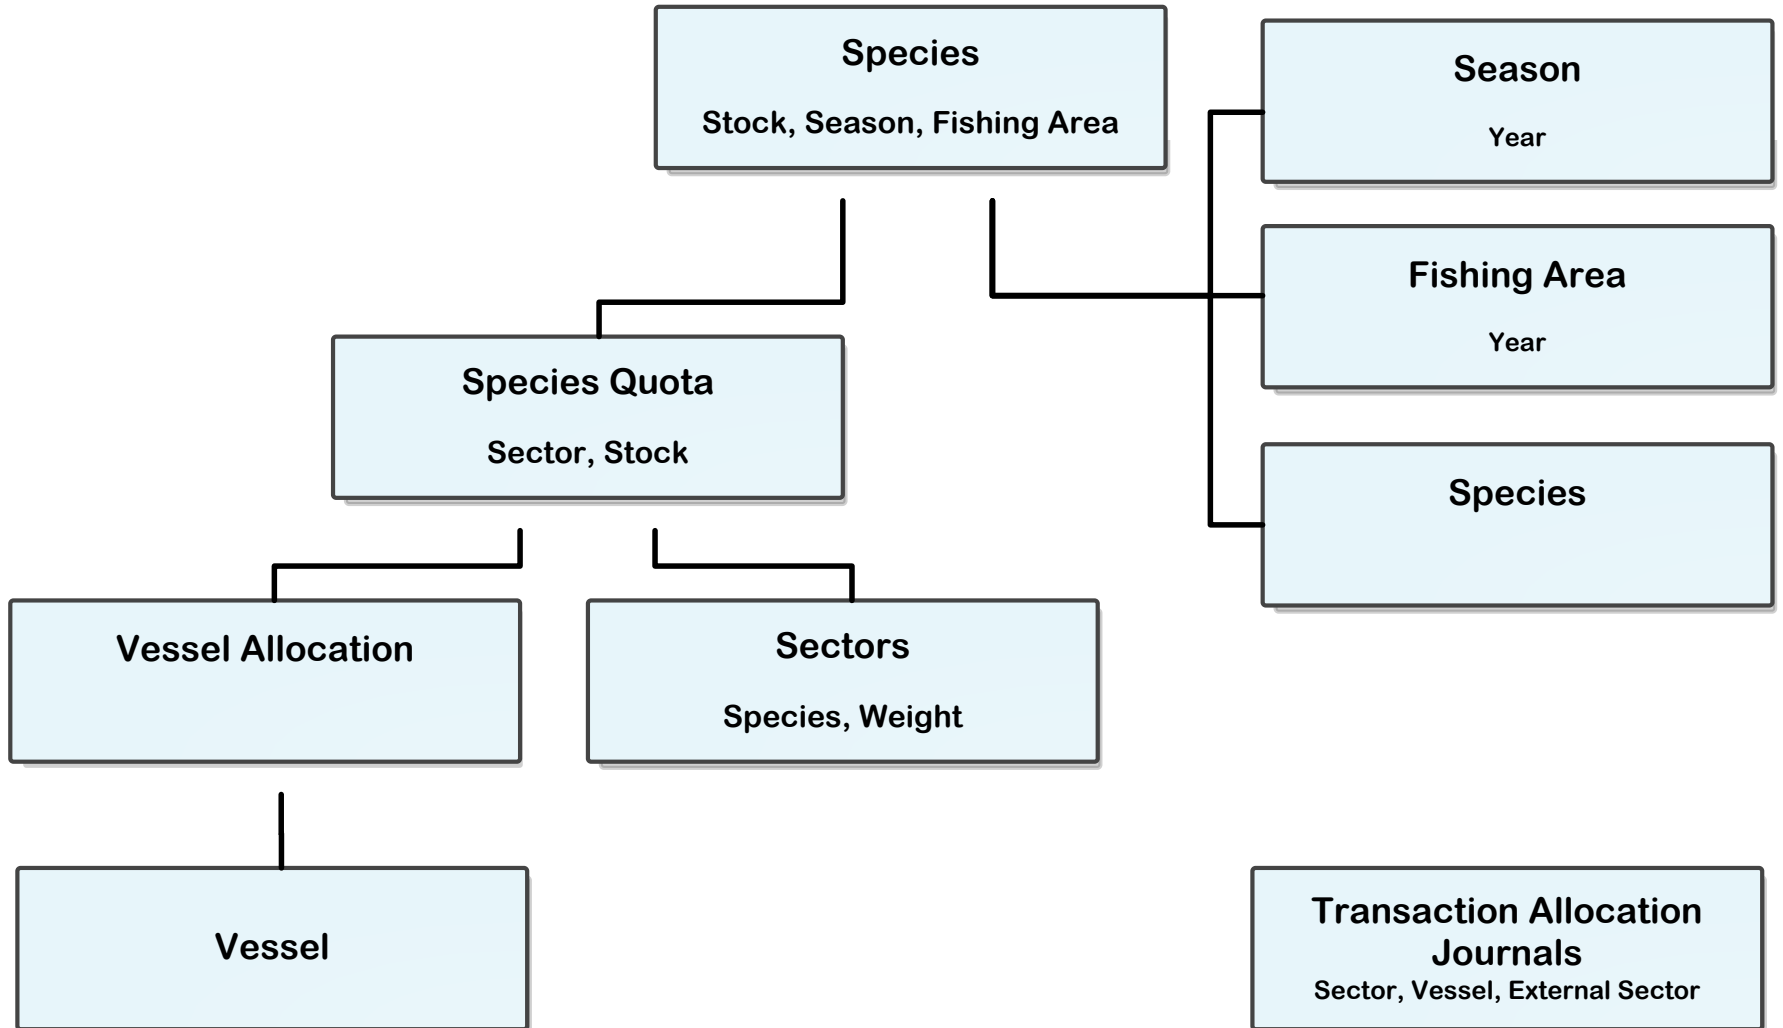 Species
Stock, Season, Fishing Area
Season
Year
Fishing Area
Year
Species Quota
Sector, Stock
Species
Vessel Allocation
Sectors
Species, Weight
Vessel
Transaction Allocation
Journals
Sector, Vessel, External Sector